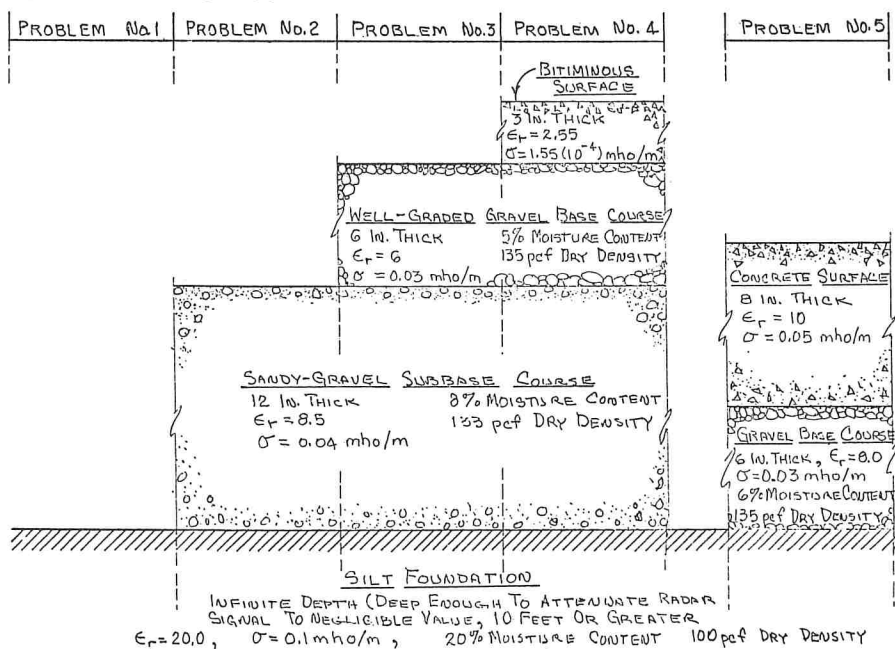 PROBLEM No.1
PROBLEM No.2
PROBLEM No.3
PROBLEM No. 4
PROBLEM No.5
BITIMINOUS
SURFACE
3 IN. THICK
ϵr = 2.55
σ = 1.55(10⁻⁴) mho/m
WELL-GRADED GRAVEL BASE COURSE
6 IN. THICK 5% MOISTURE CONTENT
ϵr = 6 135 pcf DRY DENSITY
σ = 0.03 mho/m
SANDY-GRAVEL SUBBASE COURSE
12 IN. THICK 8% MOISTURE CONTENT
ϵr = 8.5 133 pcf DRY DENSITY
σ = 0.04 mho/m
CONCRETE SURFACE
8 IN. THICK
ϵr = 10
σ = 0.05 mho/m
GRAVEL BASE COURSE
6 IN. THICK, ϵr = 8.0
σ = 0.03 mho/m
6% MOISTURE CONTENT
135 pcf DRY DENSITY
SILT FOUNDATION
INFINITE DEPTH (DEEP ENOUGH TO ATTENUATE RADAR
SIGNAL TO NEGLIGIBLE VALUE, 10 FEET OR GREATER
ϵr = 20.0, σ = 0.1 mho/m, 20% MOISTURE CONTENT 100 pcf DRY DENSITY